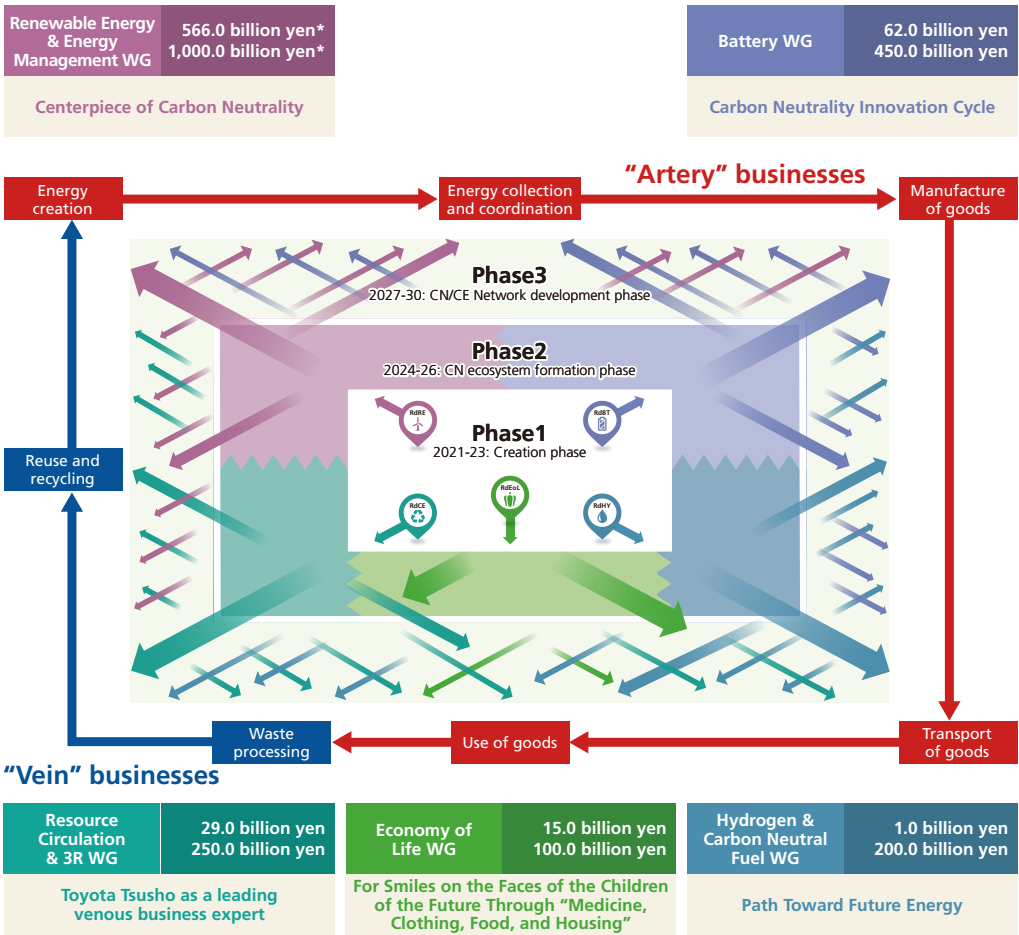 Renewable Energy
& Energy
Management WG
566.0 billion yen*
1,000.0 billion yen*
Centerpiece of Carbon Neutrality
Battery WG
62.0 billion yen
450.0 billion yen
Carbon Neutrality Innovation Cycle
“Artery” businesses
Energy
creation
Energy collection
and coordination
Manufacture
of goods
Phase3
2027-30: CN/CE Network development phase
Phase2
2024-26: CN ecosystem formation phase
RdRE
RdBT
Phase1
2021-23: Creation phase
RdCE
RdEoL
RdHY
Reuse and
recycling
Waste
processing
Use of goods
Transport
of goods
“Vein” businesses
Resource
Circulation
& 3R WG
29.0 billion yen
250.0 billion yen
Toyota Tsusho as a leading
venous business expert
Economy of
Life WG
15.0 billion yen
100.0 billion yen
For Smiles on the Faces of the Children
of the Future Through “Medicine,
Clothing, Food, and Housing”
Hydrogen &
Carbon Neutral
Fuel WG
1.0 billion yen
200.0 billion yen
Path Toward Future Energy